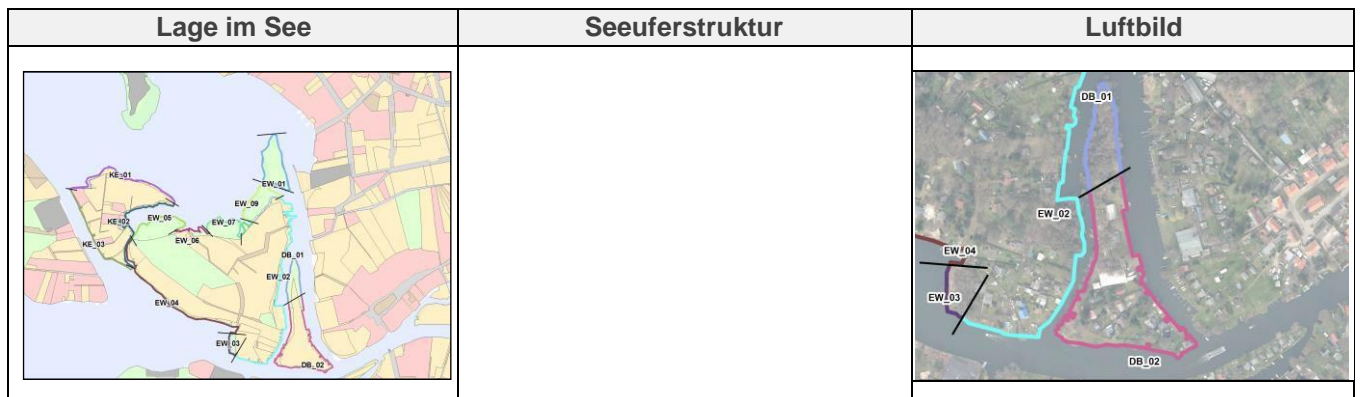 Lage im See
Seeuferstruktur
Luftbild
KE_01
EW_01
KE_02
EW_05
EW_09
EW_07
KE_03
EW_06
DB_01
EW_02
EW_04
EW_03
DB_02
DB_01
EW_02
EW_04
EW_03
DB_02